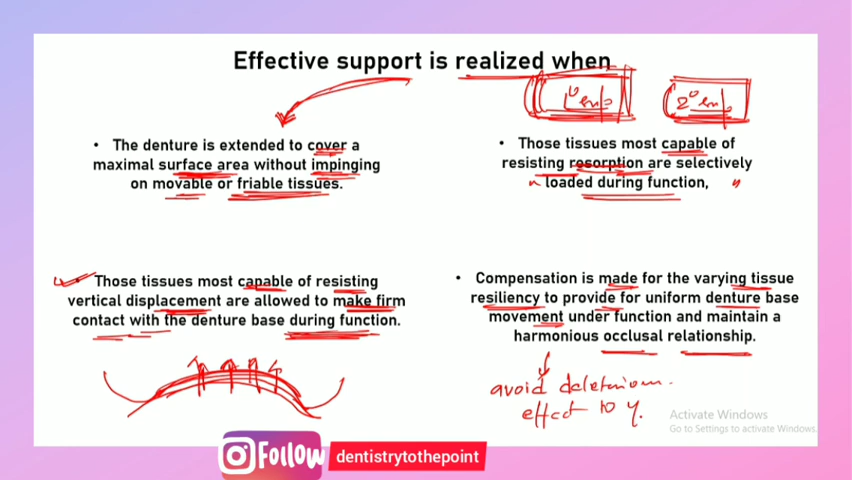 Effective support is realized when
1° emp
2° emp
• The denture is extended to cover a
maximal surface area without impinging
on movable or friable tissues.
• Those tissues most capable of
resisting resorption are selectively
loaded during function,
• Those tissues most capable of resisting
vertical displacement are allowed to make firm
contact with the denture base during function.
• Compensation is made for the varying tissue
resiliency to provide for uniform denture base
movement under function and maintain a
harmonious occlusal relationship.
avoid
effect to
Activate Windows
Go to Settings to activate Windows.
Follow
dentistrytothepoint